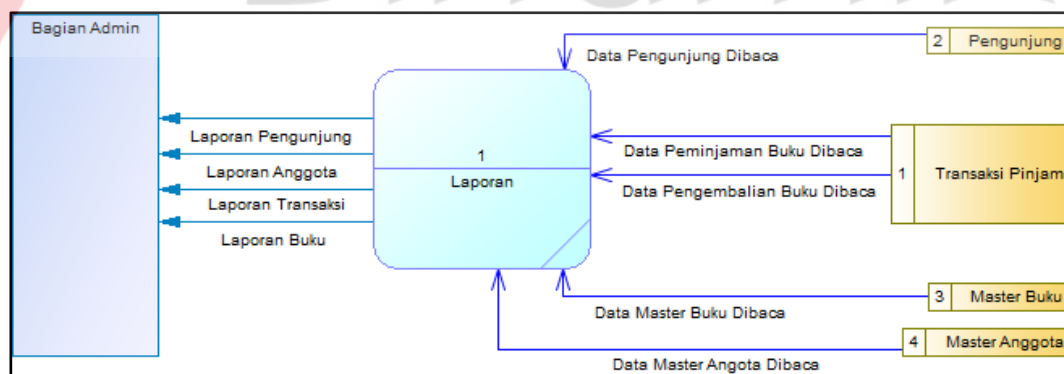 Bagian Admin
2 Pengunjung
Data Pengunjung Dibaca
Laporan Pengunjung
Data Peminjaman Buku Dibaca
1
Laporan
Laporan Anggota
1 Transaksi Pinjam
Data Pengembalian Buku Dibaca
Laporan Transaksi
Laporan Buku
3 Master Buku
Data Master Buku Dibaca
4 Master Anggota
Data Master Angota Dibaca